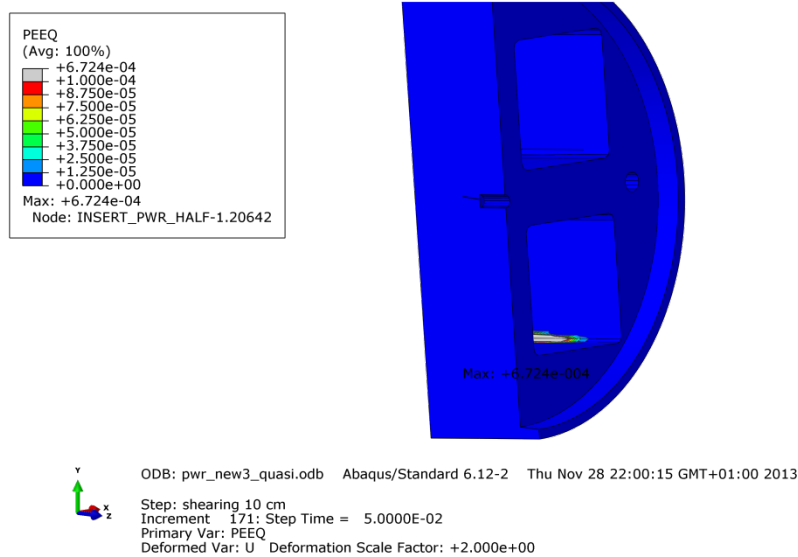 PEEQ
(Avg: 100%)
+6.724e-04
+1.000e-04
+8.750e-05
+7.500e-05
+6.250e-05
+5.000e-05
+3.750e-05
+2.500e-05
+1.250e-05
+0.000e+00
Max: +6.724e-04
Node: INSERT_PWR_HALF-1.20642
Max: +6.724e-004
Y
X
Z
ODB: pwr_new3_quasi.odb Abaqus/Standard 6.12-2 Thu Nov 28 22:00:15 GMT+01:00 2013
Step: shearing 10 cm
Increment 171: Step Time = 5.0000E-02
Primary Var: PEEQ
Deformed Var: U Deformation Scale Factor: +2.000e+00